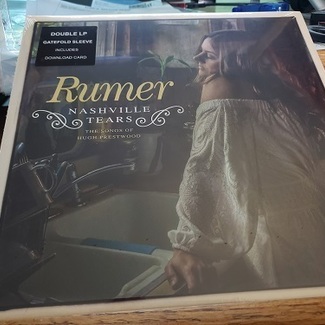 DOUBLE LP
GATEFOLD SLEEVE
INCLUDES
DOWNLOAD CARD
Rumer
NASHVILLE
TEARS
THE SONGS OF
HUGH PRESTWOOD